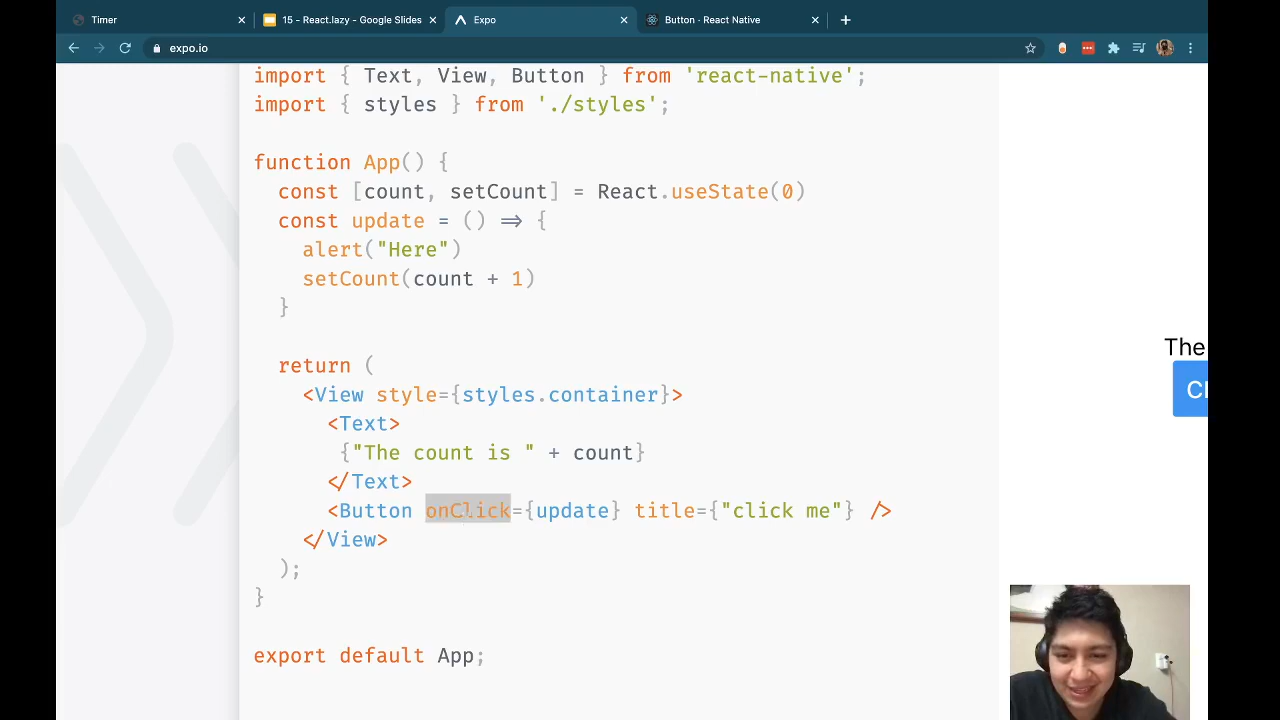 Timer
15 - React.lazy - Google Slides
Expo
Button · React Native
expo.io
import { Text, View, Button } from 'react-native';
import { styles } from './styles';
function App() {
const [count, setCount] = React.useState(0)
const update = () => {
alert("Here")
setCount(count + 1)
}
return (
<View style={styles.container}>
<Text>
{"The count is " + count}
</Text>
<Button onClick={update} title={"click me"} />
</View>
);
}
export default App;
The
Cl